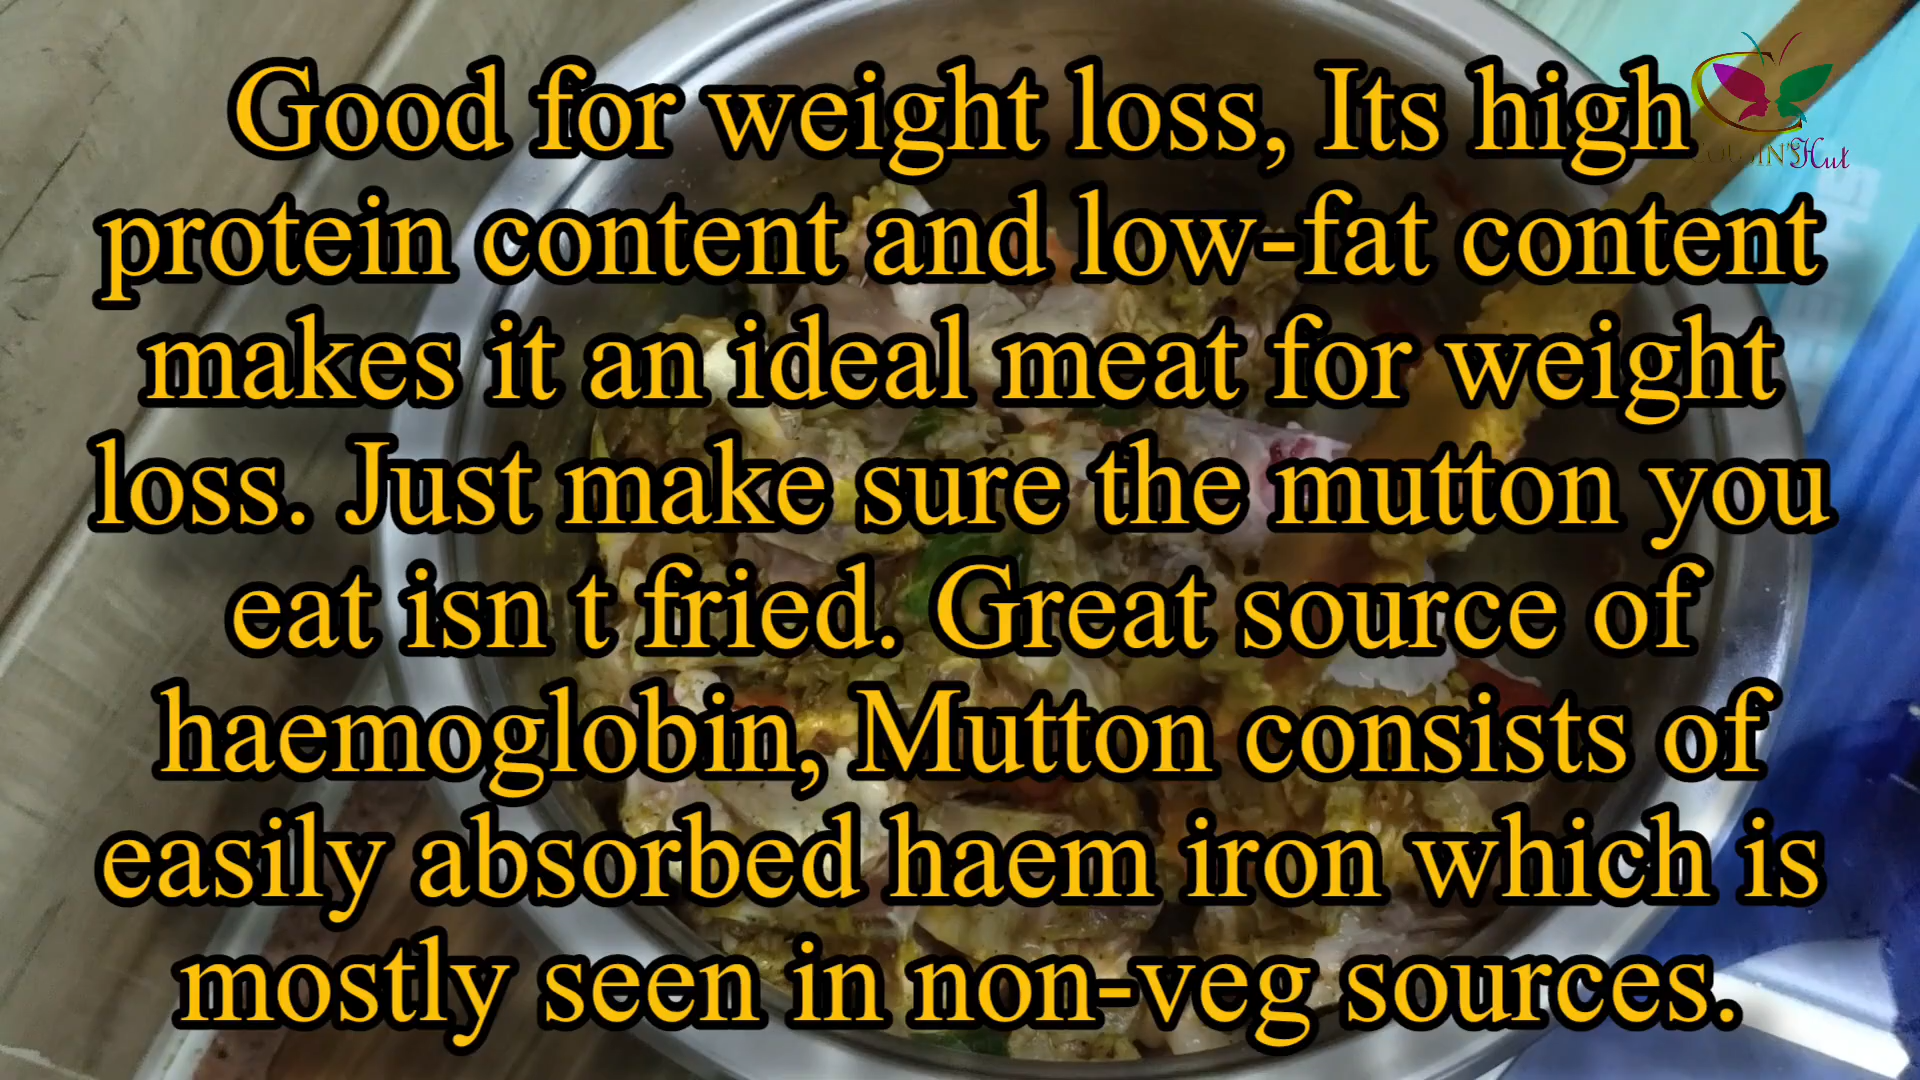 Good for weight loss, Its high
protein content and low-fat content
makes it an ideal meat for weight
loss. Just make sure the mutton you
eat isn t fried. Great source of
haemoglobin, Mutton consists of
easily absorbed haem iron which is
mostly seen in non-veg sources.
Hut